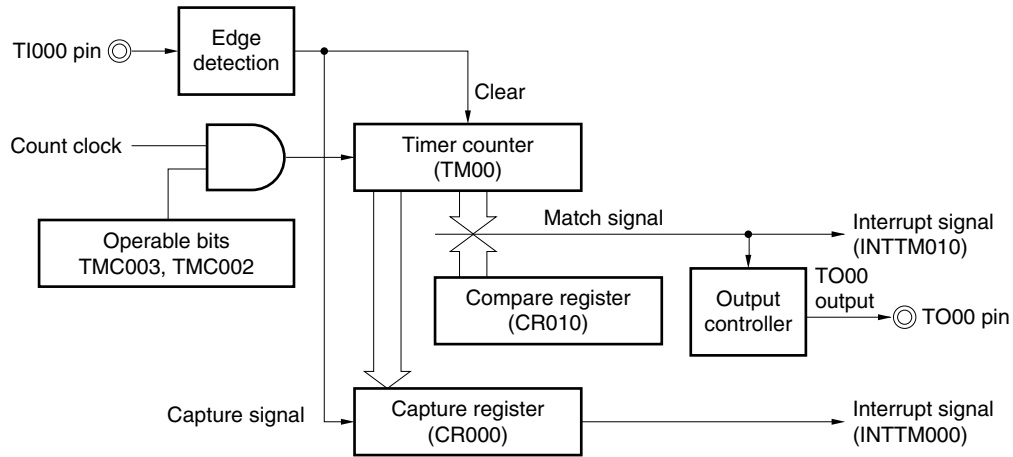 TI000 pin
Edge
detection
Clear
Count clock
Timer counter
(TM00)
Operable bits
TMC003, TMC002
Match signal
Interrupt signal
(INTTM010)
Compare register
(CR010)
Output
controller
TO00
output
TO00 pin
Capture signal
Capture register
(CR000)
Interrupt signal
(INTTM000)